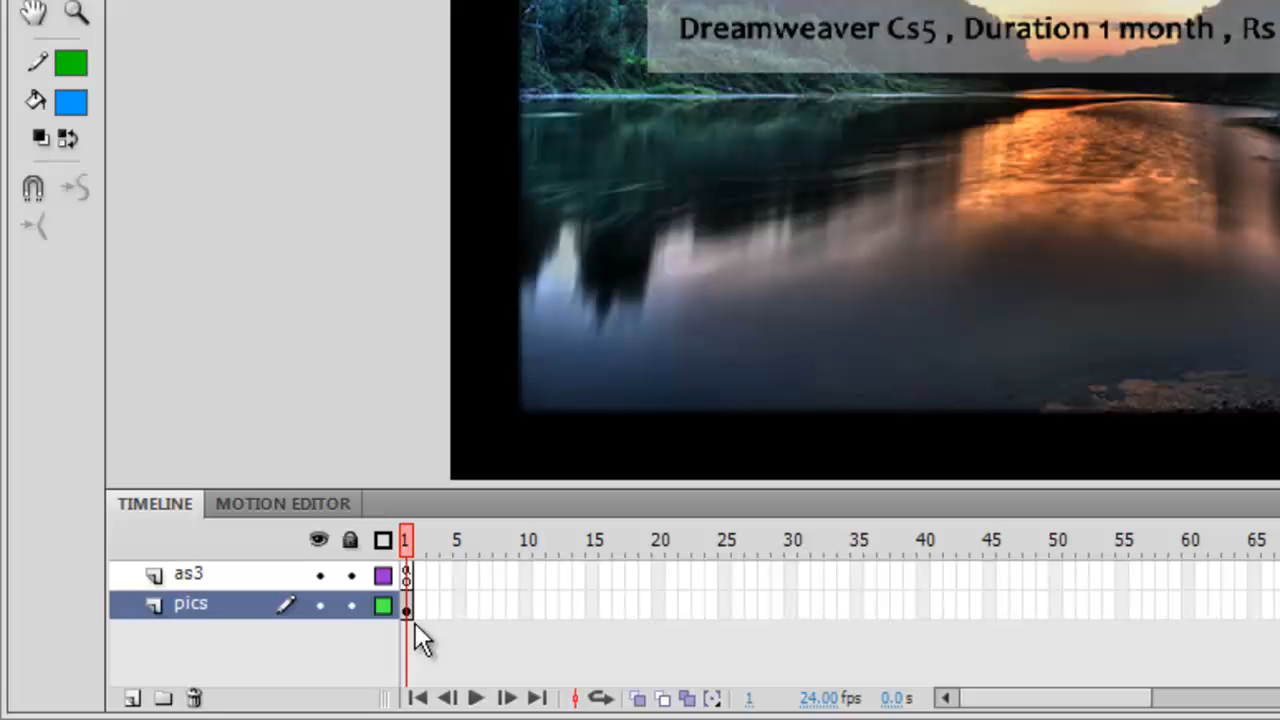 Dreamweaver Cs5 , Duration 1 month , Rs
TIMELINE MOTION EDITOR
1 5 10 15 20 25 30 35 40 45 50 55 60 65
as3
pics
1 24.00 fps 0.0 s